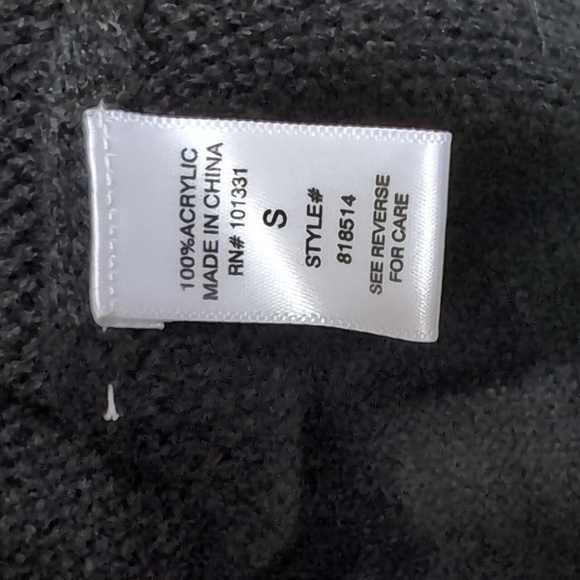 100%ACRYLIC
MADE IN CHINA
RN# 101331
S
STYLE#
818514
SEE REVERSE
FOR CARE